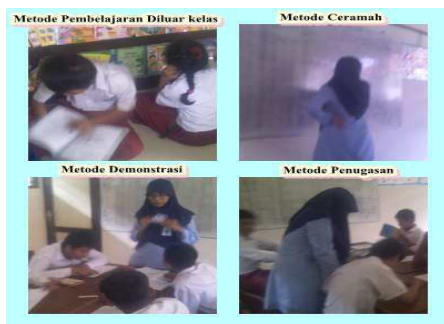 Metode Pembelajaran Diluar kelas
Metode Ceramah
Metode Demonstrasi
Metode Penugasan